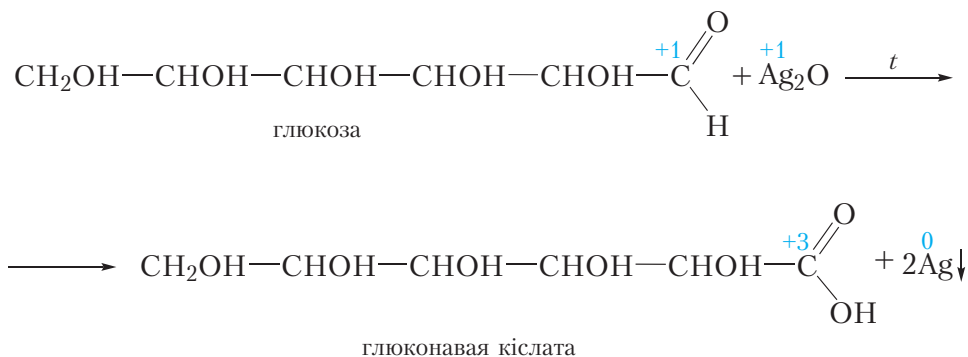 +1 O +1
CH₂OH—CHOH—CHOH—CHOH—CHOH—C + Ag₂O t
H
глюкоза
+3 O 0
CH₂OH—CHOH—CHOH—CHOH—CHOH—C + 2Ag↓
OH
глюконавая кіслата